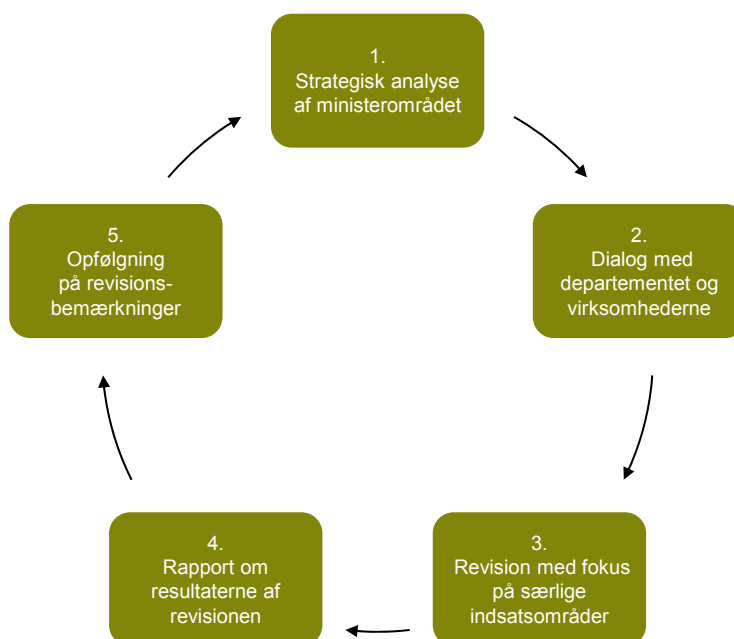 1.
Strategisk analyse
af ministerområdet
2.
Dialog med
departementet og
virksomhederne
3.
Revision med fokus
på særlige
indsatsområder
4.
Rapport om
resultaterne af
revisionen
5.
Opfølgning
på revisions-
bemærkninger